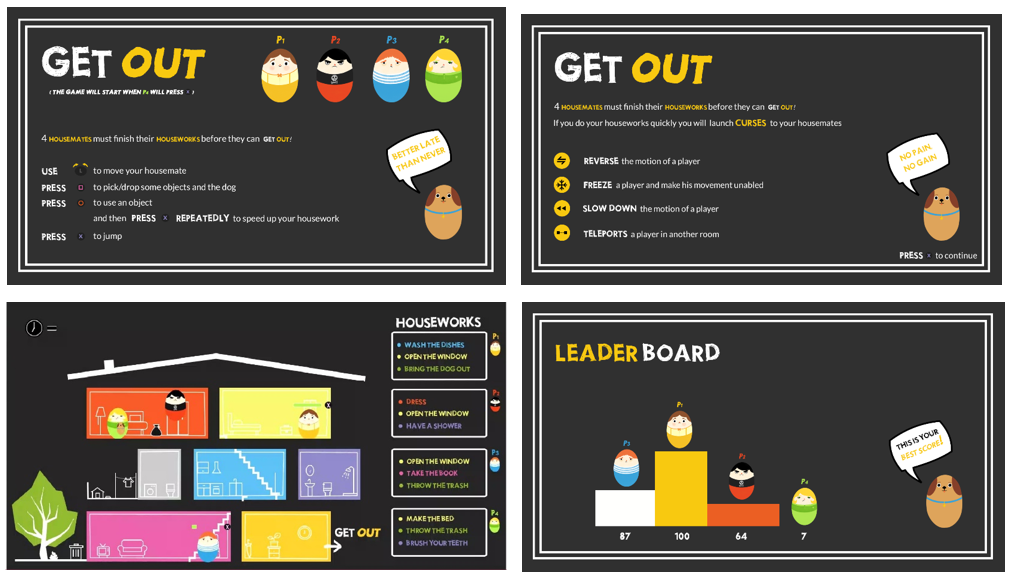 GET OUT
( THE GAME WILL START WHEN P4 WILL PRESS X )
P1 P2 P3 P4
4 HOUSEMATES must finish their HOUSEWORKS before they can GET OUT!
BETTER LATE
THAN NEVER
USE L to move your housemate
PRESS to pick/drop some objects and the dog
PRESS to use an object
and then PRESS X REPEATEDLY to speed up your housework
PRESS X to jump
GET OUT
4 HOUSEMATES must finish their HOUSEWORKS before they can GET OUT!
If you do your houseworks quickly you will launch CURSES to your housemates
NO PAIN
NO GAIN
REVERSE the motion of a player
FREEZE a player and make his movement unabled
SLOW DOWN the motion of a player
TELEPORTS a player in another room
PRESS X to continue
HOUSEWORKS
P1
WASH THE DISHES
OPEN THE WINDOW
BRING THE DOG OUT
P2
DRESS
OPEN THE WINDOW
HAVE A SHOWER
P3
OPEN THE WINDOW
TAKE THE BOOK
THROW THE TRASH
P4
MAKE THE BED
THROW THE TRASH
BRUSH YOUR TEETH
X
X
GET OUT
LEADER BOARD
P3 P1 P2 P4
THIS IS YOUR
BEST SCORE!
87 100 64 7